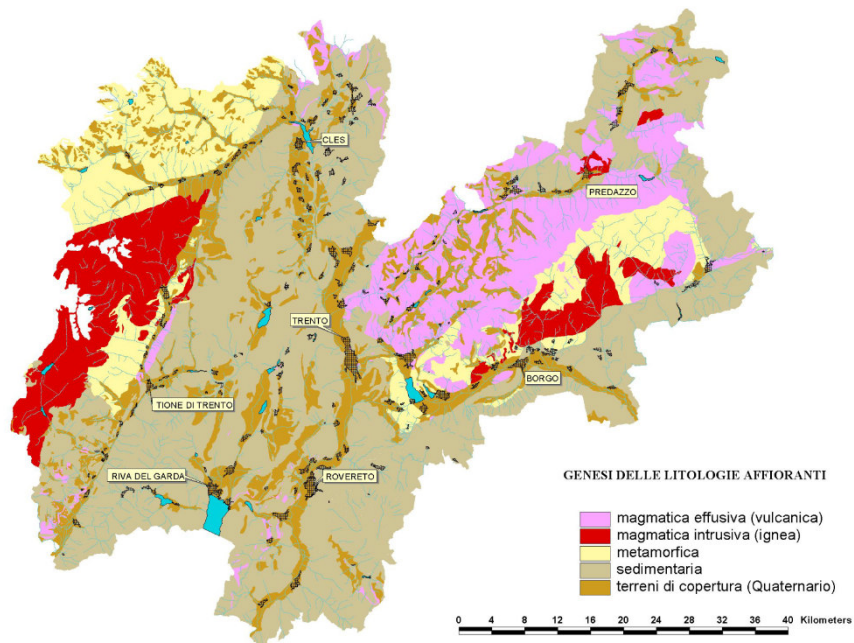 CLES
PREDAZZO
TRENTO
BORGO
TIONE DI TRENTO
RIVA DEL GARDA
ROVERETO
GENESI DELLE LITOLOGIE AFFIORANTI
magmatica effusiva (vulcanica)
magmatica intrusiva (ignea)
metamorfica
sedimentaria
terreni di copertura (Quaternario)
0 4 8 12 16 20 24 28 32 36 40 Kilometers